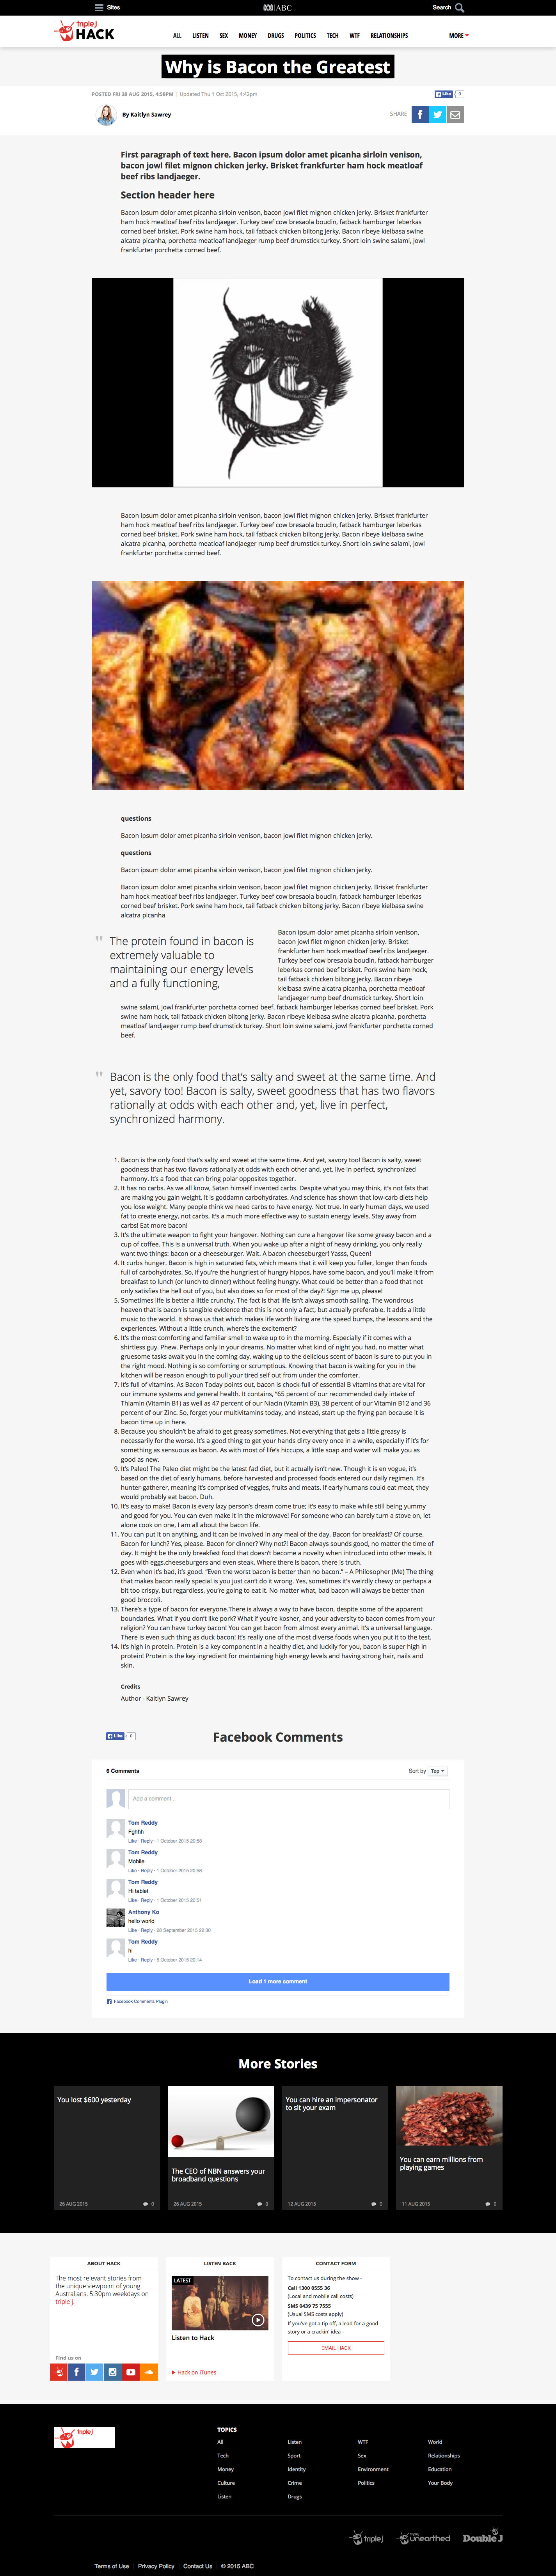 Sites
ABC
Search
triple j
HACK
ALL LISTEN SEX MONEY DRUGS POLITICS TECH WTF RELATIONSHIPS MORE
Why is Bacon the Greatest
POSTED FRI 28 AUG 2015, 4:58PM | Updated Thu 1 Oct 2015, 4:42pm
Like 0
By Kaitlyn Sawrey
SHARE
First paragraph of text here. Bacon ipsum dolor amet picanha sirloin venison,
bacon jowl filet mignon chicken jerky. Brisket frankfurter ham hock meatloaf
beef ribs landjaeger.
Section header here
Bacon ipsum dolor amet picanha sirloin venison, bacon jowl filet mignon chicken jerky. Brisket frankfurter
ham hock meatloaf beef ribs landjaeger. Turkey beef cow bresaola boudin, fatback hamburger leberkas
corned beef brisket. Pork swine ham hock, tail fatback chicken biltong jerky. Bacon ribeye kielbasa swine
alcatra picanha, porchetta meatloaf landjaeger rump beef drumstick turkey. Short loin swine salami, jowl
frankfurter porchetta corned beef.
Bacon ipsum dolor amet picanha sirloin venison, bacon jowl filet mignon chicken jerky. Brisket frankfurter
ham hock meatloaf beef ribs landjaeger. Turkey beef cow bresaola boudin, fatback hamburger leberkas
corned beef brisket. Pork swine ham hock, tail fatback chicken biltong jerky. Bacon ribeye kielbasa swine
alcatra picanha, porchetta meatloaf landjaeger rump beef drumstick turkey. Short loin swine salami, jowl
frankfurter porchetta corned beef.
questions
Bacon ipsum dolor amet picanha sirloin venison, bacon jowl filet mignon chicken jerky.
questions
Bacon ipsum dolor amet picanha sirloin venison, bacon jowl filet mignon chicken jerky.
Bacon ipsum dolor amet picanha sirloin venison, bacon jowl filet mignon chicken jerky. Brisket frankfurter
ham hock meatloaf beef ribs landjaeger. Turkey beef cow bresaola boudin, fatback hamburger leberkas
corned beef brisket. Pork swine ham hock, tail fatback chicken biltong jerky. Bacon ribeye kielbasa swine
alcatra picanha
" The protein found in bacon is
extremely valuable to
maintaining our energy levels
and a fully functioning,
Bacon ipsum dolor amet picanha sirloin venison,
bacon jowl filet mignon chicken jerky. Brisket
frankfurter ham hock meatloaf beef ribs landjaeger.
Turkey beef cow bresaola boudin, fatback hamburger
leberkas corned beef brisket. Pork swine ham hock,
tail fatback chicken biltong jerky. Bacon ribeye
kielbasa swine alcatra picanha, porchetta meatloaf
landjaeger rump beef drumstick turkey. Short loin
swine salami, jowl frankfurter porchetta corned beef. fatback hamburger leberkas corned beef brisket. Pork
swine ham hock, tail fatback chicken biltong jerky. Bacon ribeye kielbasa swine alcatra picanha, porchetta
meatloaf landjaeger rump beef drumstick turkey. Short loin swine salami, jowl frankfurter porchetta corned
beef.
" Bacon is the only food that's salty and sweet at the same time. And
yet, savory too! Bacon is salty, sweet goodness that has two flavors
rationally at odds with each other and, yet, live in perfect,
synchronized harmony.
1. Bacon is the only food that's salty and sweet at the same time. And yet, savory too! Bacon is salty, sweet
goodness that has two flavors rationally at odds with each other and, yet, live in perfect, synchronized
harmony. It's a food that can bring polar opposites together.
2. It has no carbs. As we all know, Satan himself invented carbs. Despite what you may think, it's not fats that
are making you weight, it is goddamn carbohydrates. And science has shown that low-carb diets help
you lose weight. Many people think we need carbs to have energy. Not true. In early human days, we used
fat to create energy, not carbs. It's a much more effective way to sustain energy levels. Stay away from
carbs! Eat more bacon!
3. It's the ultimate weapon to fight your hangover. Nothing can cure a hangover like some greasy bacon and a
cup of coffee. This is a universal truth. When you wake up after a night of heavy drinking, you only really
want two things: bacon or a cheeseburger. Wait. A bacon cheeseburger! Yasss, Queen!
4. It curbs hunger. Bacon is high in saturated fats, which means that it will keep you fuller, longer than foods
full of carbohydrates. So, if you're the hungriest of hungry hippos, have some bacon, and you'll make it from
breakfast to lunch (or lunch to dinner) without feeling hungry. What could be better than a food that not
only satisfies the hell out of you, but also does so for most of the day?! Sign me up, please!
5. Sometimes life is better a little crunchy. The fact is that life isn't always smooth sailing. The wondrous
heaven that is bacon is tangible evidence that this is not only a fact, but actually preferable. It adds a little
music to the world. It shows us that which makes life worth living are the speed bumps, the lessons and the
experiences. Without a little crunch, where's the excitement?
6. It's the most comforting and familiar smell to wake up to in the morning. Especially if it comes with a
shirtless guy. Phew. Perhaps only in your dreams. No matter what kind of night you had, no matter what
gruesome tasks await you in the coming day, waking up to the delicious scent of bacon is sure to put you in
the right mood. Nothing is so comforting or scrumptious. Knowing that bacon is waiting for you in the
kitchen will be reason enough to pull your tired self out from under the comforter.
7. It's full of vitamins. As Bacon Today points out, bacon is chock-full of essential B vitamins that are vital for
our immune systems and general health. It contains, "65 percent of our recommended daily intake of
Thiamin (Vitamin B1) as well as 47 percent of our Niacin (Vitamin B3), 38 percent of our Vitamin B12 and 36
percent of our Zinc. So, forget your multivitamins today, and instead, start up the frying pan because it is
bacon time up in here.
8. Because you shouldn't be afraid to get greasy sometimes. Not everything that gets a little greasy is
necessarily for the worse. It's a good thing to get your hands dirty every once in a while, especially if it's for
something as sensuous as bacon. As with most of life's hiccups, a little soap and water will make you as
good as new.
9. It's Paleo! The Paleo diet might be the latest fad diet, but it actually isn't new. Though it is en vogue, it's
based on the diet of early humans, before harvested and processed foods entered our daily regimen. It's
hunter-gatherer, meaning it's comprised of veggies, fruits and meats. If early humans could eat meat, they
would probably eat bacon. Duh.
10. It's easy to make! Bacon is every lazy person's dream come true; it's easy to make while still being yummy
and good for you. You can even make it in the microwave! For someone who can barely turn a stove on, let
alone cook on one, I am all about the bacon life.
11. You can put it on anything, and it can be involved in any meal of the day. Bacon for breakfast? Of course.
Bacon for lunch? Yes, please. Bacon for dinner? Why not?! Bacon always sounds good, no matter the time of
day. It might be the only breakfast food that doesn't become a novelty when introduced into other meals. It
goes with eggs,cheeseburgers and even steak. Where there is bacon, there is truth.
12. Even when it's bad, it's good. "Even the worst bacon is better than no bacon." – A Philosopher (Me) The thing
that makes bacon really special is you just can't do it wrong. Yes, sometimes it's weirdly chewy or perhaps a
bit too crispy, but regardless, you're going to eat it. No matter what, bad bacon will always be better than
good broccoli.
13. There's a type of bacon for everyone.There is always a way to have bacon, despite some of the apparent
boundaries. What if you don't like pork? What if you're kosher, and your adversity to bacon comes from your
religion? You can have turkey bacon! You can get bacon from almost every animal. It's a universal language.
There is even such thing as duck bacon! It's really one of the most diverse foods when you put it to the test.
14. It's high in protein. Protein is a key component in a healthy diet, and luckily for you, bacon is super high in
protein! Protein is the key ingredient for maintaining high energy levels and having strong hair, nails and
skin.
Credits
Author - Kaitlyn Sawrey
Like 0
Facebook Comments
6 Comments
Sort by Top
Add a comment...
Tom Reddy
Fghhh
Like · Reply · 1 October 2015 20:58
Tom Reddy
Mobile
Like · Reply · 1 October 2015 20:58
Tom Reddy
Hi tablet
Like · Reply · 1 October 2015 20:51
Anthony Ko
hello world
Like · Reply · 08 September 2015 23:30
Tom Reddy
hi
Like · Reply · 5 October 2015 20:14
Load 1 more comment
Facebook Comments Plugin
More Stories
You lost $600 yesterday
26 AUG 2015 0
The CEO of NBN answers your
broadband questions
26 AUG 2015 0
You can hire an impersonator
to sit your exam
12 AUG 2015 0
You can earn millions from
playing games
11 AUG 2015 0
ABOUT HACK
The most relevant stories from
the unique viewpoint of young
Australians. 5:30pm weekdays on
triple j.
Find us on
LISTEN BACK
LATEST
Listen to Hack
Hack on iTunes
CONTACT FORM
To contact us during the show -
Call 1300 0555 36
(Local and mobile call costs)
SMS 0439 75 7555
(Usual SMS costs apply)
If you've got a tip off, a lead for a good
story or a crackin' idea -
EMAIL HACK
triple j
TOPICS
All Listen WTF World
Tech Sport Sex Relationships
Money Identity Environment Education
Culture Crime Politics Your Body
Listen Drugs
triple j unearthed Double J
Terms of Use | Privacy Policy | Contact Us | © 2015 ABC